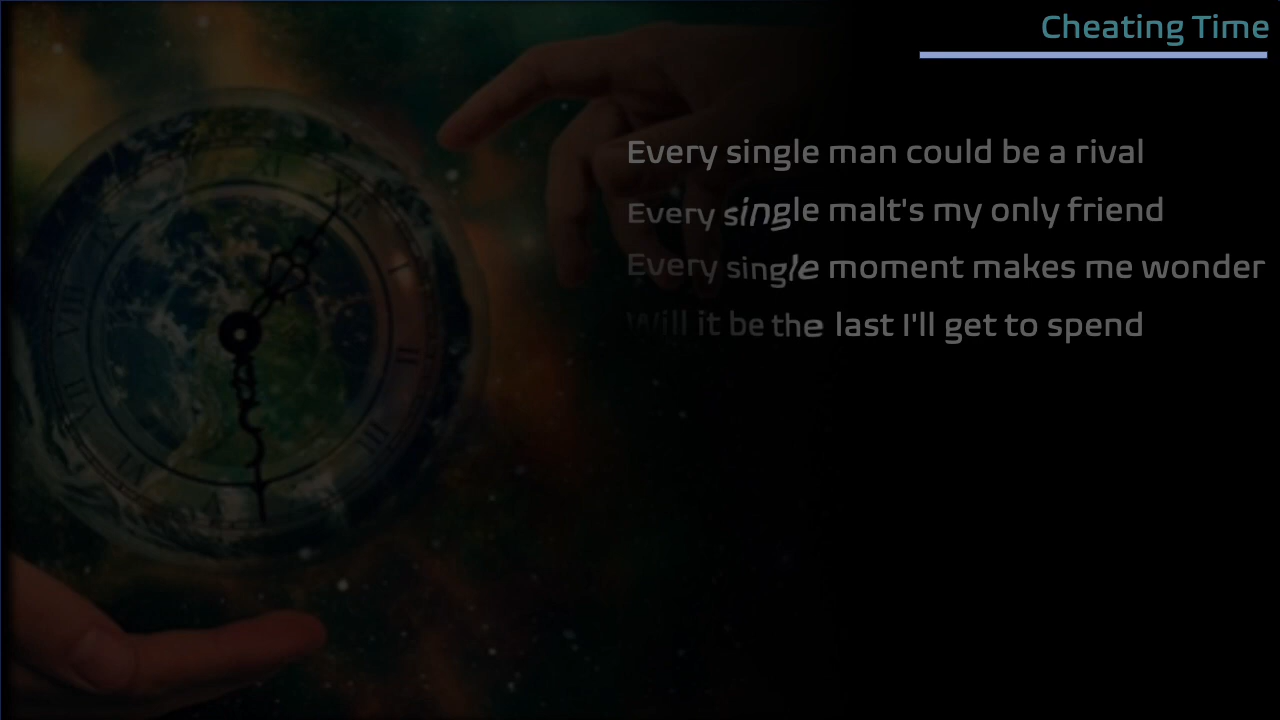 Cheating Time
Every single man could be a rival
Every single malt's my only friend
Every single moment makes me wonder
Will it be the last I'll get to spend